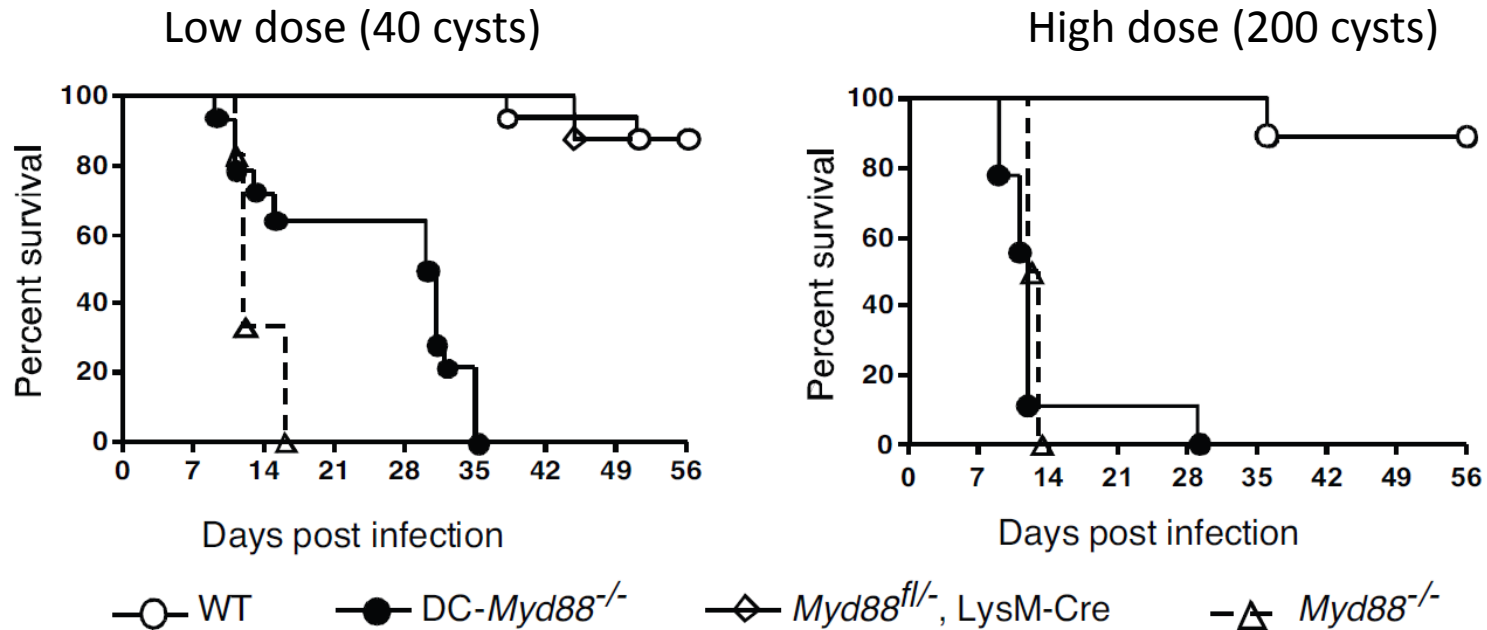 Low dose (40 cysts)
High dose (200 cysts)
Percent survival
100
80
60
40
20
0
0 7 14 21 28 35 42 49 56
Days post infection
Percent survival
100
80
60
40
20
0
0 7 14 21 28 35 42 49 56
Days post infection
WT DC-Myd88-/- Myd88fl/-, LysM-Cre Myd88-/-